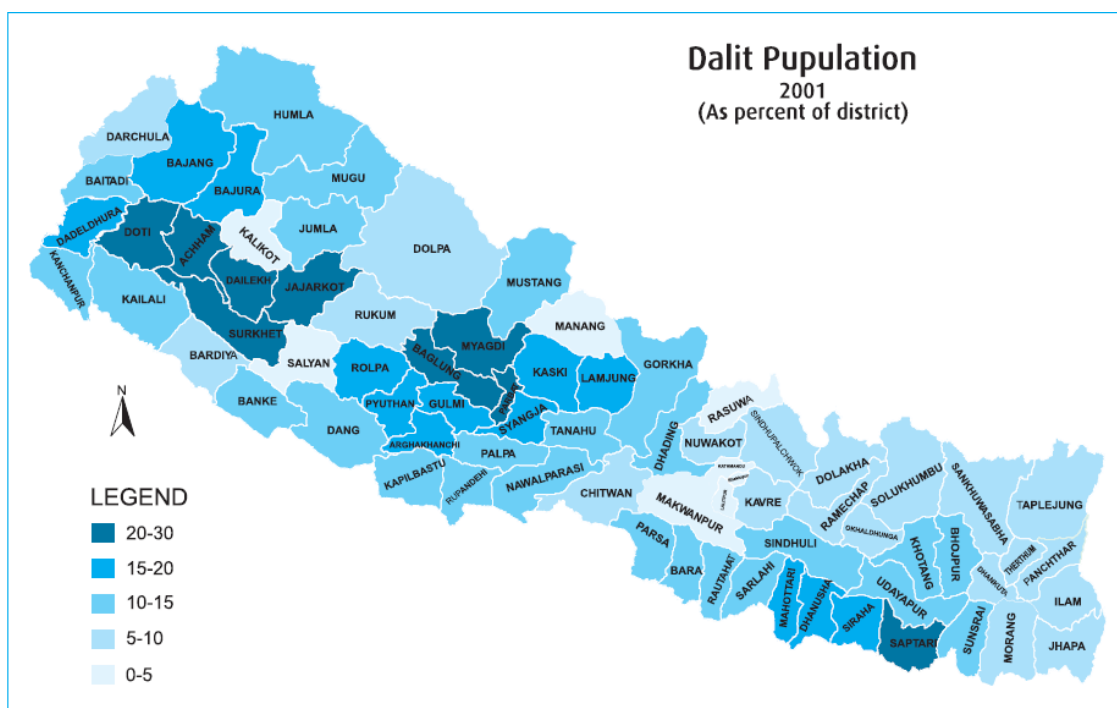 Dalit Pupulation
2001
(As percent of district)
HUMLA
DARCHULA
BAJANG
BAITADI
BAJURA
MUGU
DADELDHURA
DOTI
ACHHAM
KALIKOT
JUMLA
DOLPA
KANCHANPUR
KAILALI
DAILEKH
JAJARKOT
MUSTANG
SURKHET
RUKUM
MANANG
BARDIYA
SALYAN
ROLPA
BAGLUNG
MYAGDI
PARBAT
KASKI
LAMJUNG
GORKHA
BANKE
DANG
PYUTHAN
GULMI
SYANGJA
TANAHU
ARGHAKHANCHI
PALPA
DHADING
RASUWA
NUWAKOT
SINDHUPALCHWOK
KAPILBASTU
RUPANDEHI
NAWALPARASI
CHITWAN
MAKWANPUR
KATHMANDU
LALITPUR
KAVRE
DOLAKHA
RAMECHAP
SOLUKHUMBU
SANKHUWASABHA
TAPLEJUNG
OKHALDHUNGA
PARSA
BARA
RAUTAHAT
SARLAHI
SINDHULI
KHOTANG
BHOJPUR
DHANKUTA
THERTHUM
PANCHTHAR
MAHOTTARI
DHANUSHA
SIRAHA
UDAYAPUR
SAPTARI
SUNSRAI
MORANG
ILAM
JHAPA
N
LEGEND
20-30
15-20
10-15
5-10
0-5